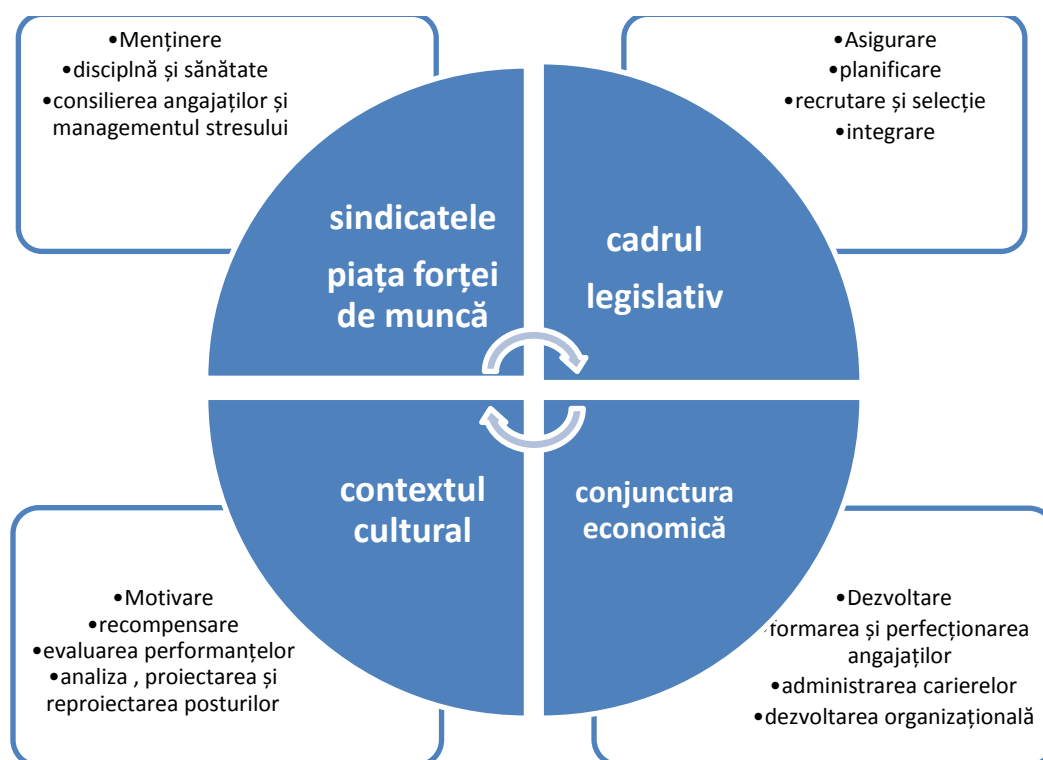 •Menținere
•disciplnă și sănătate
•consilierea angajaților și
managementul stresului
•Asigurare
•planificare
•recrutare și selecție
•integrare
sindicatele
piața forței
de muncă
cadrul
legislativ
contextul
cultural
conjunctura
economică
•Motivare
•recompensare
•evaluarea performanțelor
•analiza , proiectarea și
reproiectarea posturilor
•Dezvoltare
•formarea și perfecționarea
angajaților
•administrarea carierelor
•dezvoltarea organizațională